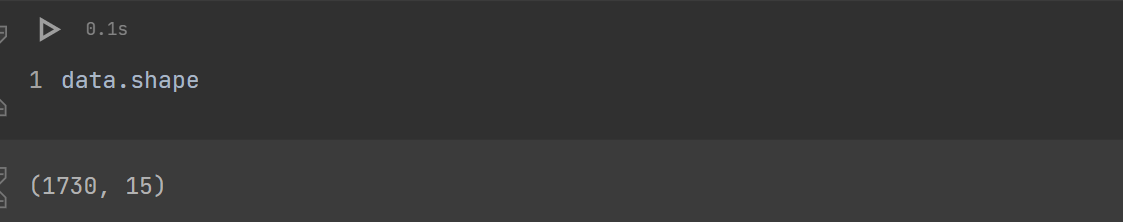 0.1s
1 data.shape
(1730, 15)